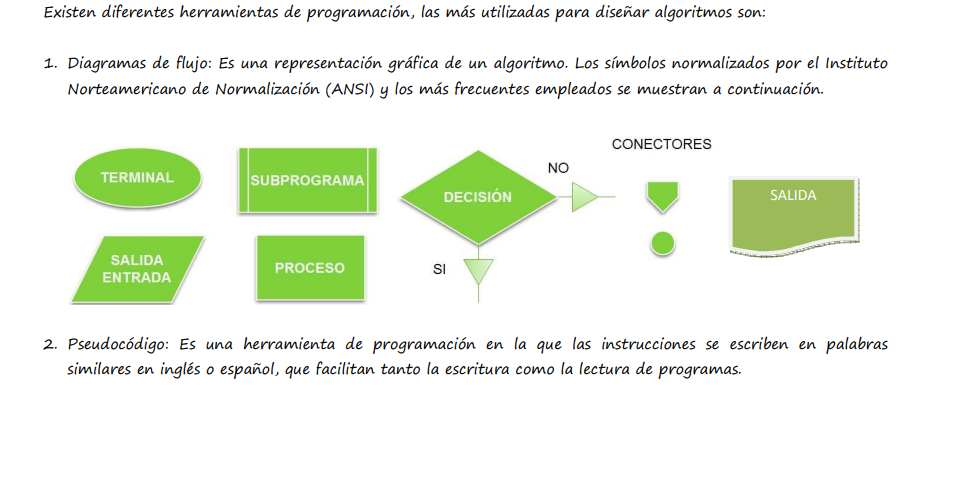 Existen diferentes herramientas de programación, las más utilizadas para diseñar algoritmos son:
1. Diagramas de flujo: Es una representación gráfica de un algoritmo. Los símbolos normalizados por el Instituto
Norteamericano de Normalización (ANSI) y los más frecuentes empleados se muestran a continuación.
CONECTORES
TERMINAL
SUBPROGRAMA
DECISIÓN
NO
SALIDA
SALIDA
ENTRADA
PROCESO
SI
2. Pseudocódigo: Es una herramienta de programación en la que las instrucciones se escriben en palabras
similares en inglés o español, que facilitan tanto la escritura como la lectura de programas.